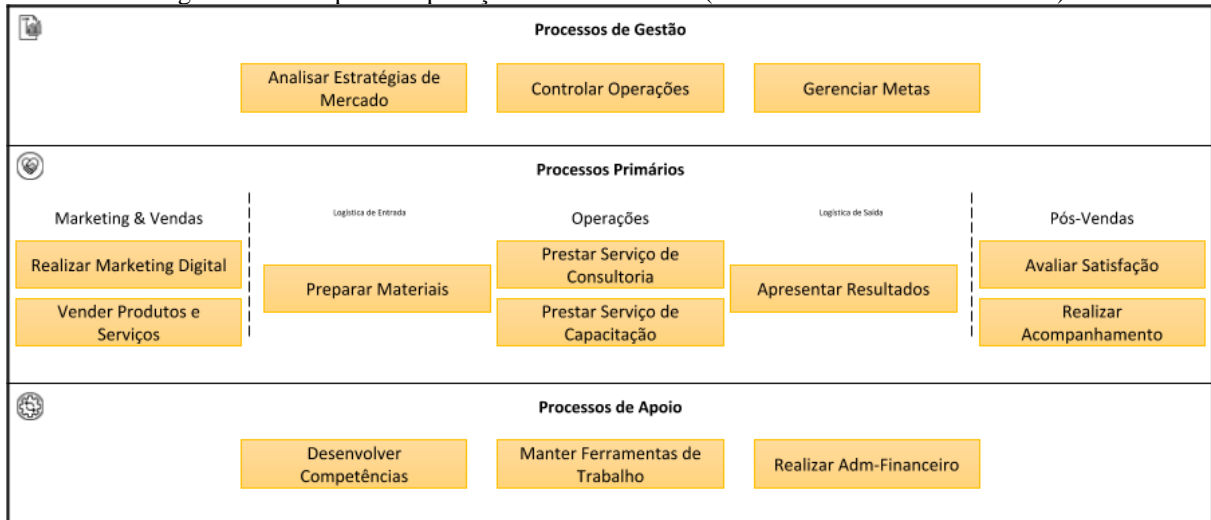 Processos de Gestão
Analisar Estratégias de
Mercado
Controlar Operações
Gerenciar Metas
Processos Primários
Marketing & Vendas
Logística de Entrada
Operações
Logística de Saída
Pós-Vendas
Realizar Marketing Digital
Vender Produtos e
Serviços
Preparar Materiais
Prestar Serviço de
Consultoria
Prestar Serviço de
Capacitação
Apresentar Resultados
Avaliar Satisfação
Realizar
Acompanhamento
Processos de Apoio
Desenvolver
Competências
Manter Ferramentas de
Trabalho
Realizar Adm-Financeiro